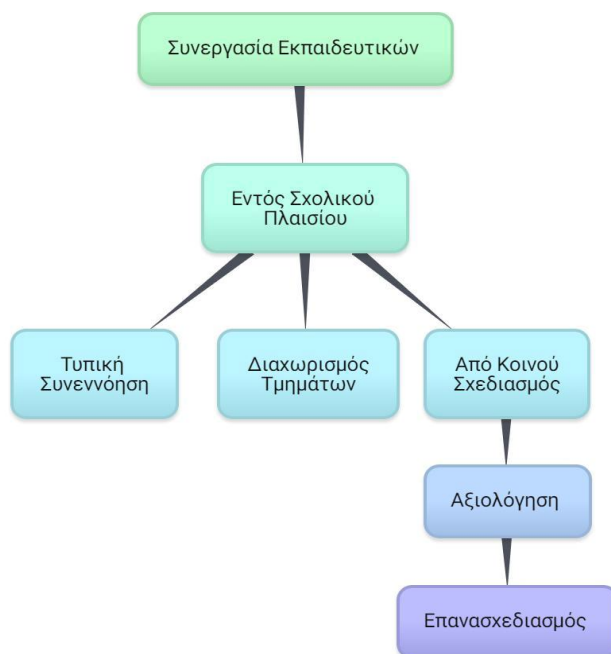 Συνεργασία Εκπαιδευτικών
Εντός Σχολικού
Πλαισίου
Τυπική
Συνεννόηση
Διαχωρισμός
Τμημάτων
Από Κοινού
Σχεδιασμός
Αξιολόγηση
Επανασχεδιασμός